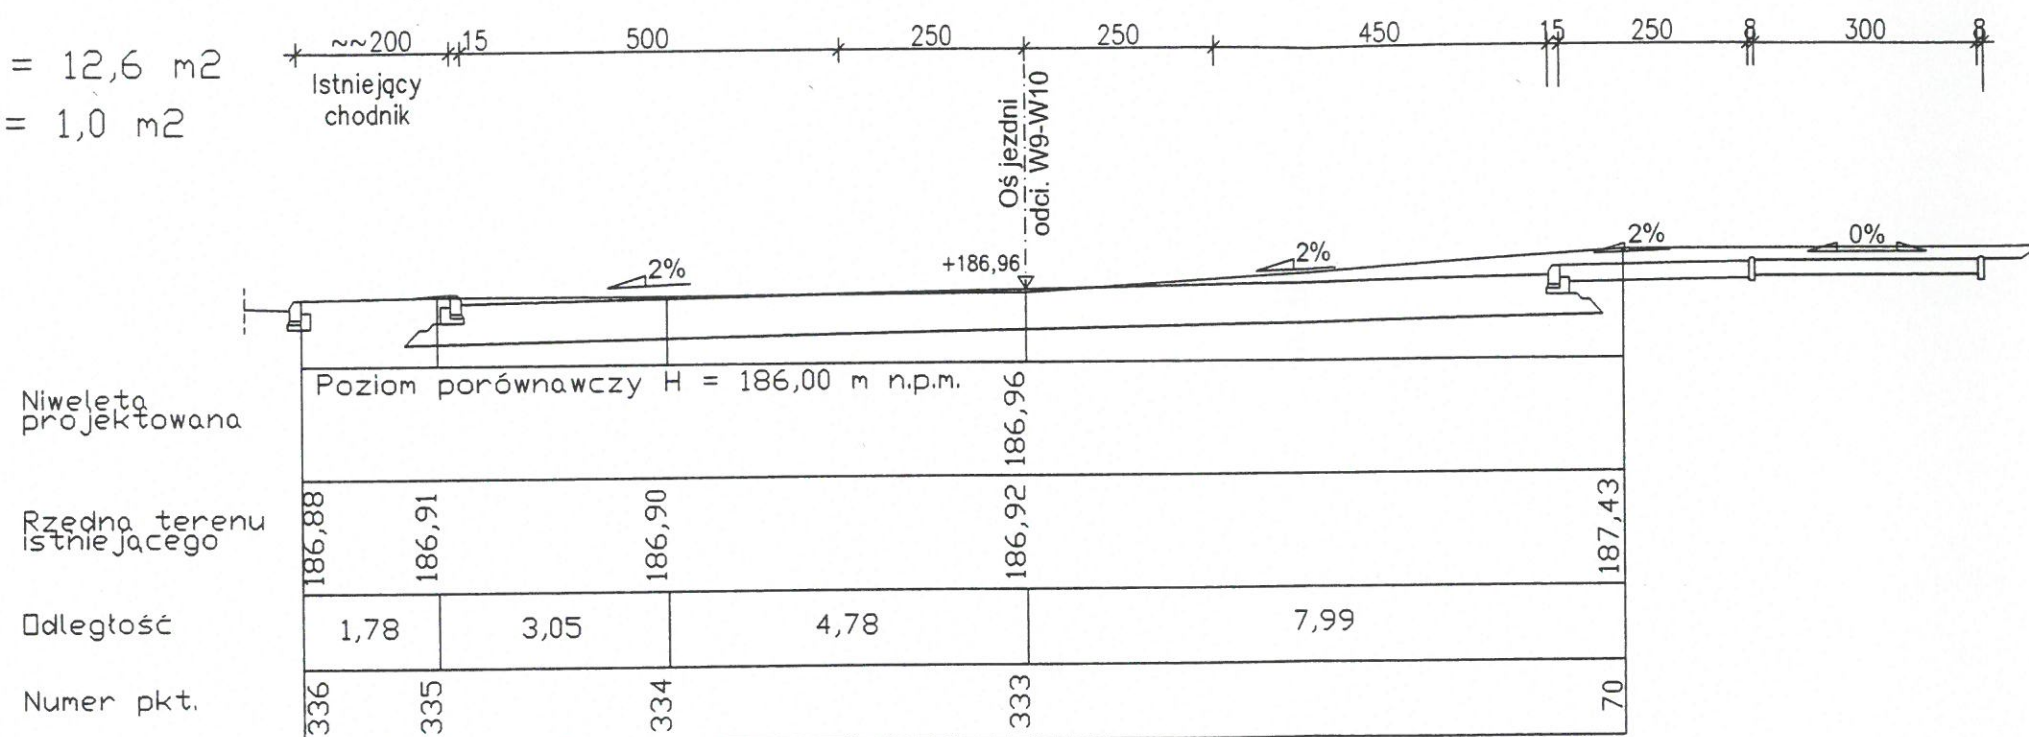 ~~200 15 500 250 250 450 15 250 8 300 8
= 12,6 m2
= 1,0 m2
Istniejący
chodnik
Oś jezdni
odci. W9-W10
2% +186,96 2% 2% 0%
Poziom porównawczy H = 186,00 m n.p.m.
Niweleta
projektowana
186,96
Rzędna terenu
istniejącego
186,88 186,91 186,90 186,92 187,43
Odległość 1,78 3,05 4,78 7,99
Numer pkt. 336 335 334 333 70